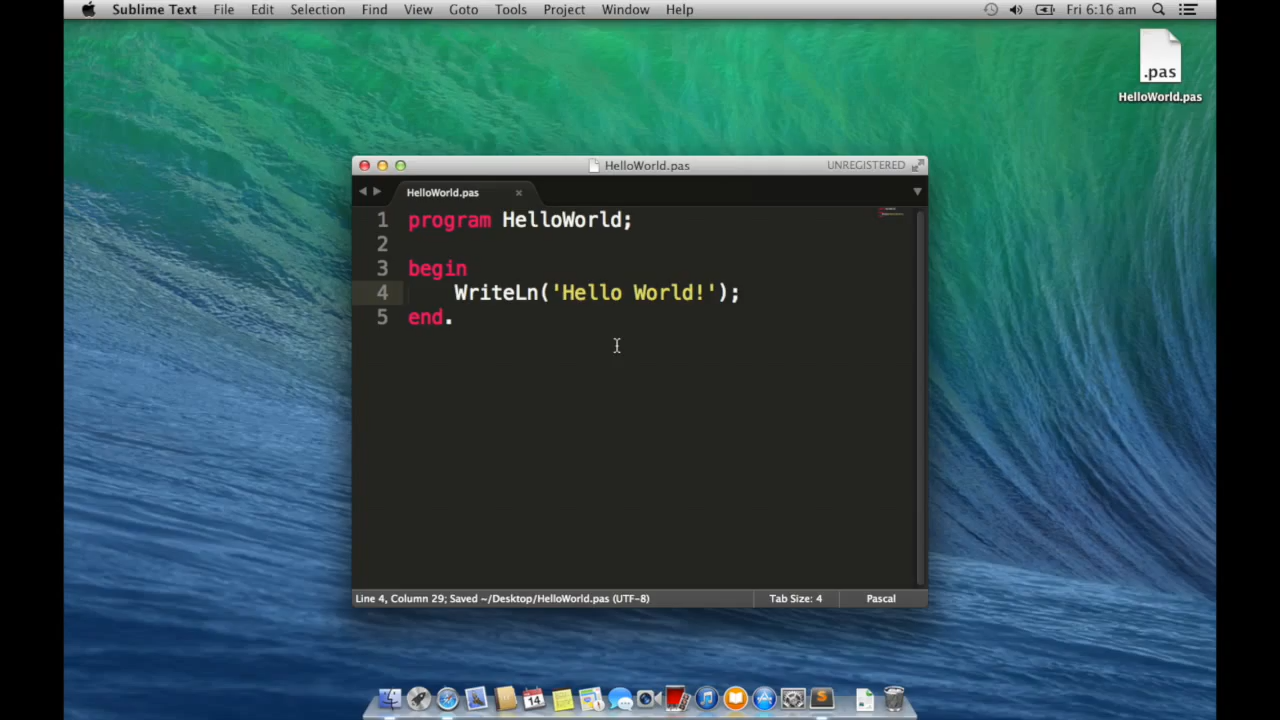 Sublime Text File Edit Selection Find View Goto Tools Project Window Help Fri 6:16 am
.pas
HelloWorld.pas
HelloWorld.pas UNREGISTERED
HelloWorld.pas ×
1 program HelloWorld;
2
3 begin
4 WriteLn('Hello World!');
5 end.
Line 4, Column 29; Saved ~/Desktop/HelloWorld.pas (UTF-8) Tab Size: 4 Pascal
14
S